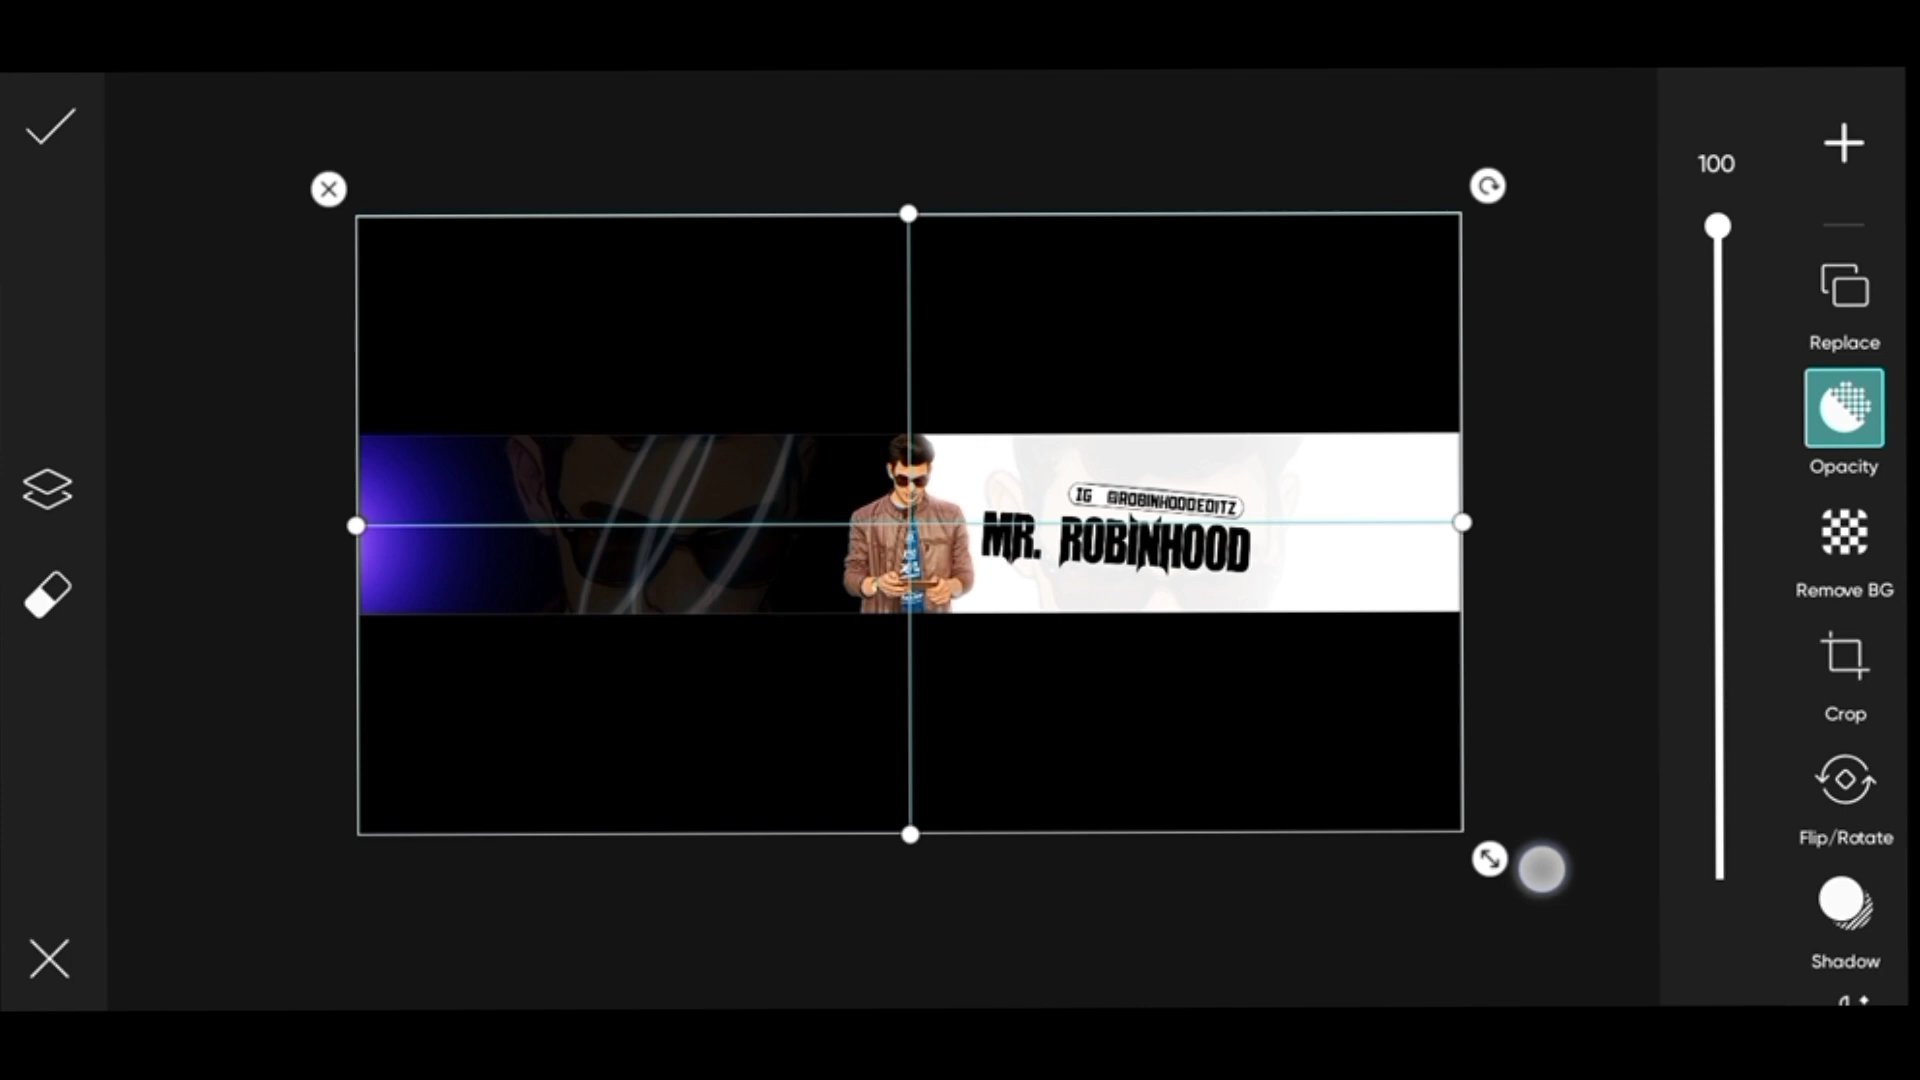 100
Replace
Opacity
IG @ROBINHOODEDITZ
MR. ROBINHOOD
Remove BG
Crop
Flip/Rotate
Shadow